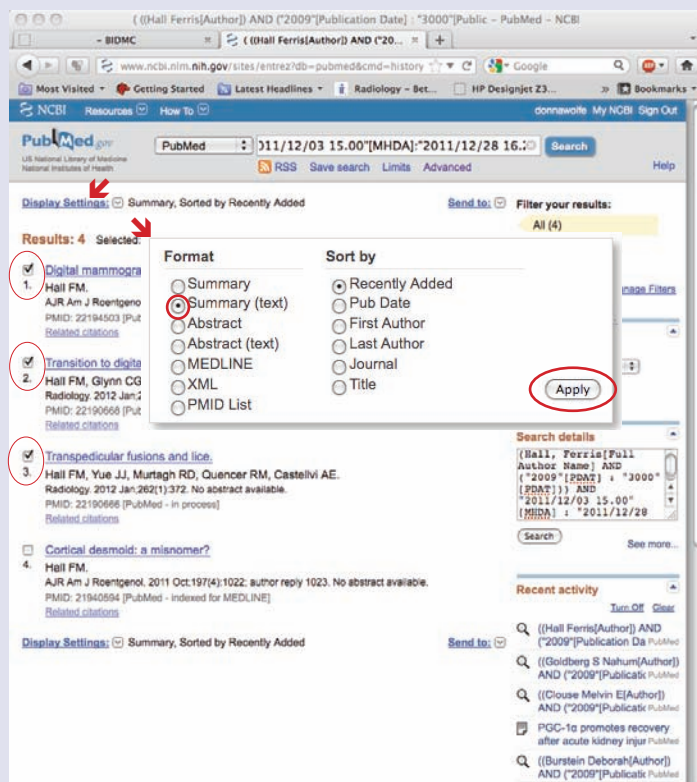 ( ((Hall Ferris[Author]) AND ("2009"[Publication Date] : "3000"[Public – PubMed – NCBI
– BIDMC
( ((Hall Ferris[Author]) AND ("20...
www.ncbi.nlm.nih.gov/sites/entrez?db=pubmed&cmd=history
Google
Most Visited
Getting Started
Latest Headlines
Radiology – Bet...
HP Designjet Z3...
Bookmarks
NCBI Resources How To
donnawolfe My NCBI Sign Out
PubMed.gov
US National Library of Medicine
National Institutes of Health
PubMed
011/12/03 15.00"[MHDA]:"2011/12/28 16.
Search
RSS Save search Limits Advanced
Help
Display Settings: Summary, Sorted by Recently Added
Send to:
Filter your results:
All (4)
Manage Filters
Results: 4 Selected:
Format
Summary
Summary (text)
Abstract
Abstract (text)
MEDLINE
XML
PMID List
Sort by
Recently Added
Pub Date
First Author
Last Author
Journal
Title
Apply
Digital mammogra
1. Hall FM.
AJR Am J Roentgeno
PMID: 22194503 [Pub
Related citations
Transition to digita
2. Hall FM, Glynn CG
Radiology. 2012 Jan;2
PMID: 22190668 [Pub
Related citations
Transpedicular fusions and lice.
3. Hall FM, Yue JJ, Murtagh RD, Quencer RM, Castellvi AE.
Radiology. 2012 Jan;262(1):372. No abstract available.
PMID: 22190666 [PubMed - in process]
Related citations
Cortical desmoid: a misnomer?
4. Hall FM.
AJR Am J Roentgenol. 2011 Oct;197(4):1022; author reply 1023. No abstract available.
PMID: 21940594 [PubMed - indexed for MEDLINE]
Related citations
Display Settings: Summary, Sorted by Recently Added
Send to:
Search details
(Hall, Ferris[Full
Author Name] AND
("2009"[PDAT] : "3000"
[PDAT])) AND
"2011/12/03 15.00"
[MHDA] : "2011/12/28
Search
See more...
Recent activity
Turn Off Clear
((Hall Ferris[Author]) AND
("2009"[Publication Da PubMed
((Goldberg S Nahum[Author])
AND ("2009"[Publicatic PubMed
((Clouse Melvin E[Author])
AND ("2009"[Publicatic PubMed
PGC-1α promotes recovery
after acute kidney injur PubMed
((Burstein Deborah[Author])
AND ("2009"[Publicatic PubMed